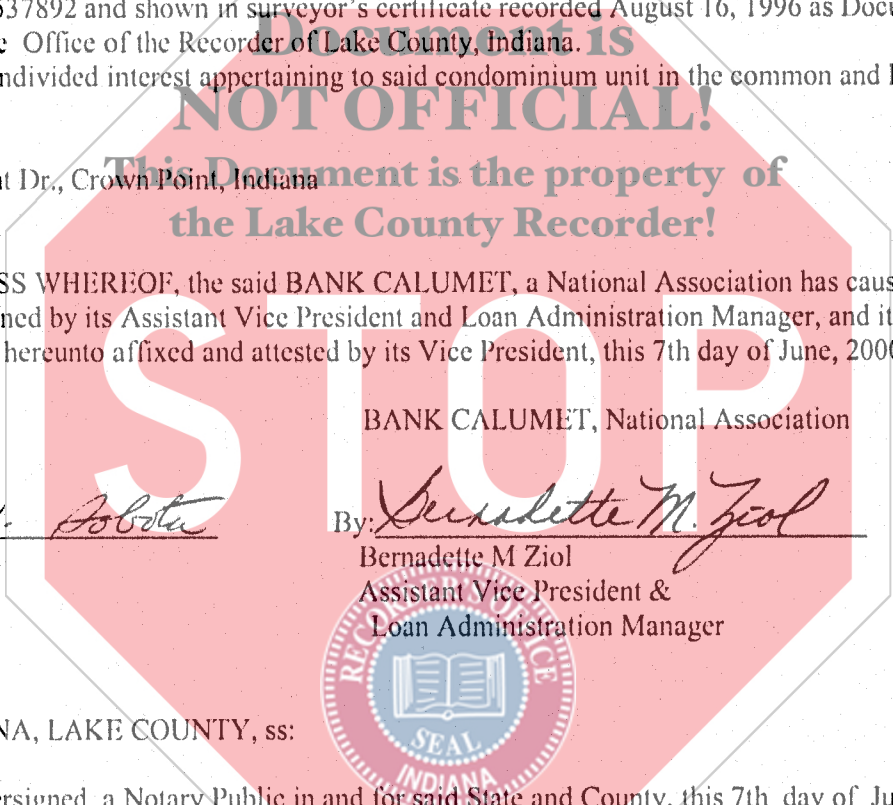 537892 and shown in surveyor's certificate recorded August 16, 1996 as Docu
Office of the Recorder of Lake County, Indiana.
Document is
ndivided interest appertaining to said condominium unit in the common and l
NOT OFFICIAL!
t Dr., Crown Point, Indiana
This Document is the property of
the Lake County Recorder!
SS WHEREOF, the said BANK CALUMET, a National Association has caus
ned by its Assistant Vice President and Loan Administration Manager, and it
hereunto affixed and attested by its Vice President, this 7th day of June, 2000
STOP
BANK CALUMET, National Association
Sobota
By: Bernadette M. Ziol
Bernadette M Ziol
Assistant Vice President &
Loan Administration Manager
RECORDER'S OFFICE
SEAL
INDIANA
NA, LAKE COUNTY, ss:
ersigned, a Notary Public in and for said State and County, this 7th day of Ju